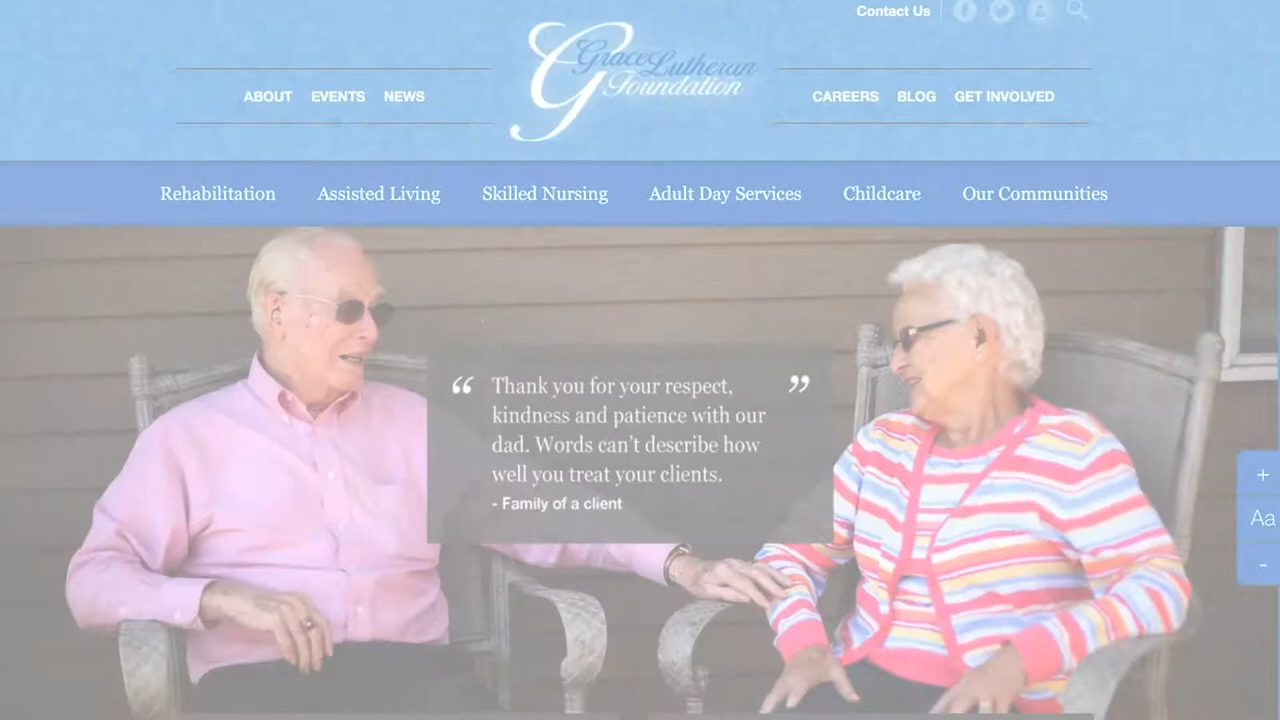 Contact Us
Grace Lutheran
Foundation
ABOUT EVENTS NEWS
CAREERS BLOG GET INVOLVED
Rehabilitation Assisted Living Skilled Nursing Adult Day Services Childcare Our Communities
“ Thank you for your respect, ”
kindness and patience with our
dad. Words can’t describe how
well you treat your clients.
- Family of a client
+
Aa
-